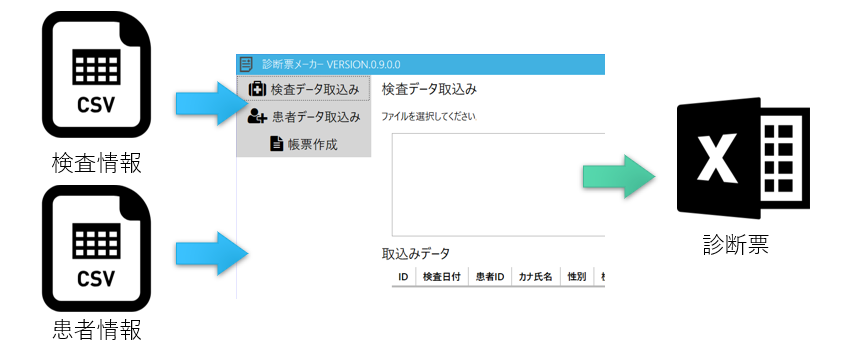 CSV
検査情報
CSV
患者情報
診断票メーカー VERSION.0.9.0.0
検査データ取込み
患者データ取込み
帳票作成
検査データ取込み
ファイルを選択してください
取込みデータ
ID 検査日付 患者ID カナ氏名 性別
X
診断票